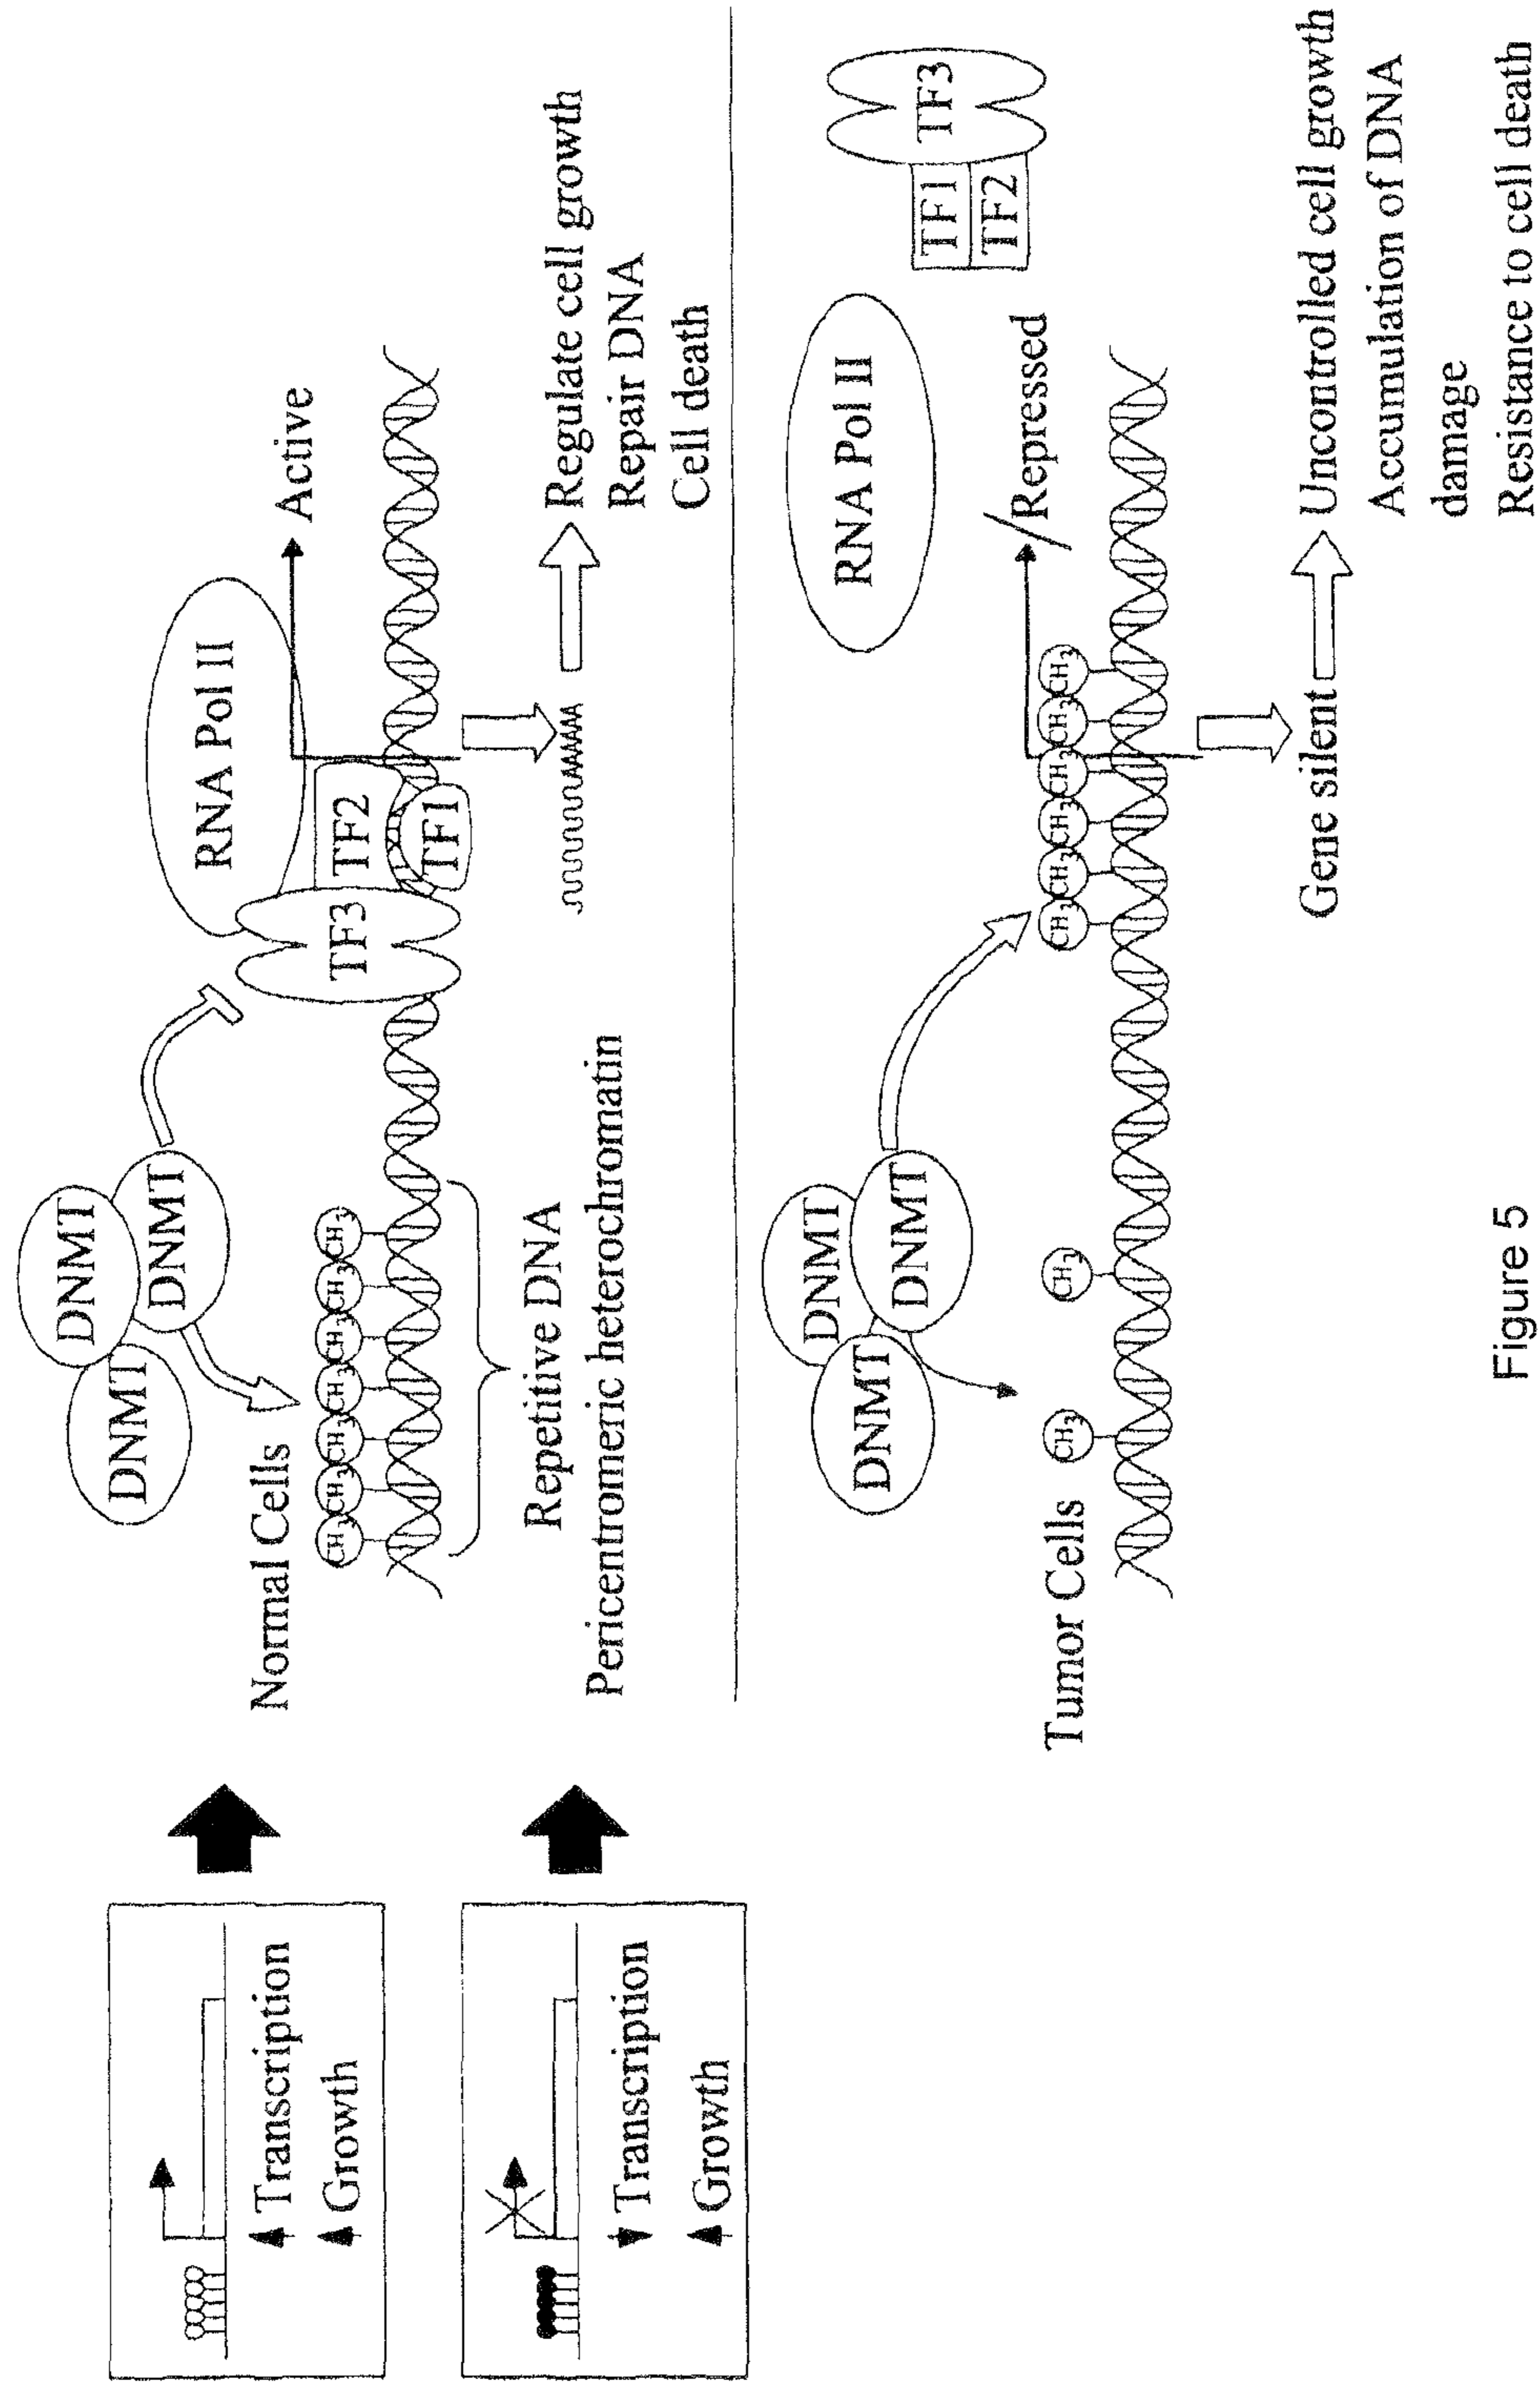 Transcription
Growth
Transcription
Growth
Normal Cells
DNMT
DNMT
DNMT
RNA Pol II
TF3
TF2
TF1
Active
CH3 CH3 CH3 CH3 CH3 CH3 CH3
Repetitive DNA
Pericentromeric heterochromatin
AAAAA
Regulate cell growth
Repair DNA
Cell death
Tumor Cells
DNMT
DNMT
DNMT
CH3 CH3
CH3 CH3 CH3 CH3 CH3 CH3
RNA Pol II
TF1
TF2
TF3
Repressed
Gene silent
Uncontrolled cell growth
Accumulation of DNA
damage
Resistance to cell death
Figure 5